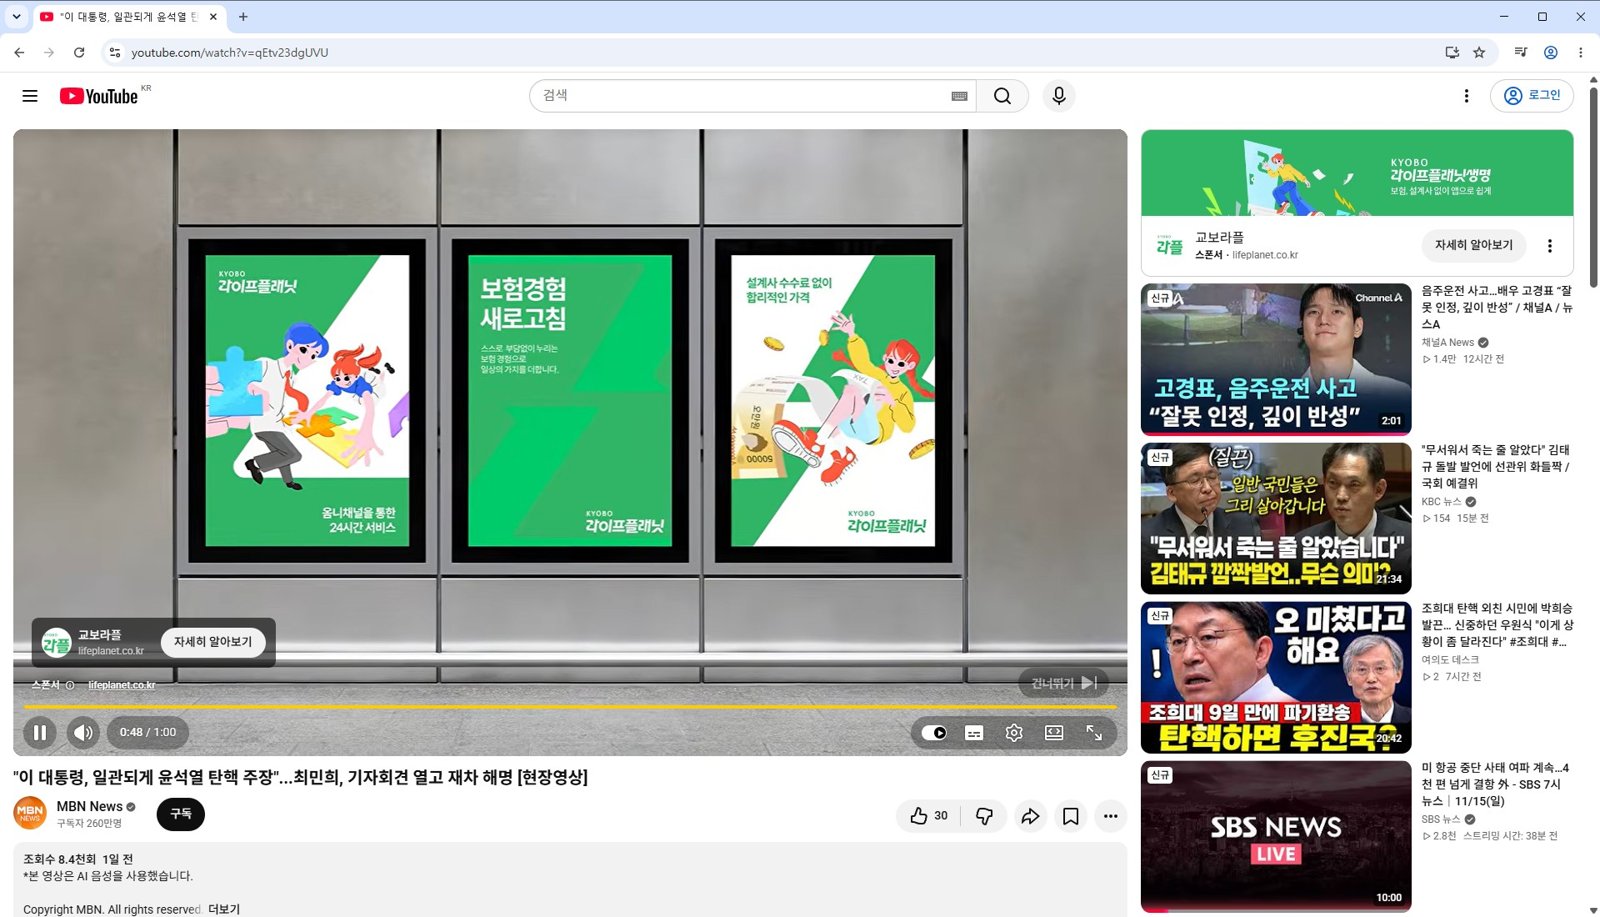 "이 대통령, 일관되게 윤석열 탄
youtube.com/watch?v=qEtv23dgUVU
YouTube KR
검색
로그인
KYOBO
라이프플래닛
옴니채널을 통한
24시간 서비스
보험경험
새로고침
스스로 부담없이 누리는
보험 경험으로
일상의 가치를 더합니다.
KYOBO
라이프플래닛
설계사 수수료 없이
합리적인 가격
TAX
오만원
50000
KYOBO
라이프플래닛
라플
교보라플
lifeplanet.co.kr
자세히 알아보기
스폰서
lifeplanet.co.kr
건너뛰기
0:48 / 1:00
"이 대통령, 일관되게 윤석열 탄핵 주장"...최민희, 기자회견 열고 재차 해명 [현장영상]
MBN
NEWS
MBN News
구독자 260만명
구독
30
조회수 8.4천회 1일 전
*본 영상은 AI 음성을 사용했습니다.
Copyright MBN. All rights reserved. 더보기
KYOBO
라이프플래닛생명
보험, 설계사 없이 앱으로 쉽게
라플
교보라플
스폰서 · lifeplanet.co.kr
자세히 알아보기
신규
Channel A
고경표, 음주운전 사고
"잘못 인정, 깊이 반성"
2:01
음주운전 사고…배우 고경표 "잘
못 인정, 깊이 반성" / 채널A / 뉴
스A
채널A News
1.4만 12시간 전
신규
(질끈)
일반 국민들은
그리 살아갑니다
"무서워서 죽는 줄 알았습니다"
김태규 깜짝발언..무슨 의미?
21:34
"무서워서 죽는 줄 알았다" 김태
규 돌발 발언에 선관위 화들짝 /
국회 예결위
KBC 뉴스
154 15분 전
신규
오 미쳤다고
해요
!
조희대 9일 만에 파기환송
탄핵하면 후진국?
20:42
조희대 탄핵 외친 시민에 박희승
발끈... 신중하던 우원식 "이게 상
황이 좀 달라진다" #조희대 #...
여의도 데스크
2 7시간 전
신규
SBS NEWS
LIVE
10:00
미 항공 중단 사태 여파 계속…4
천 편 넘게 결항 外 - SBS 7시
뉴스｜11/15(일)
SBS 뉴스
2.8천 스트리밍 시간: 38분 전